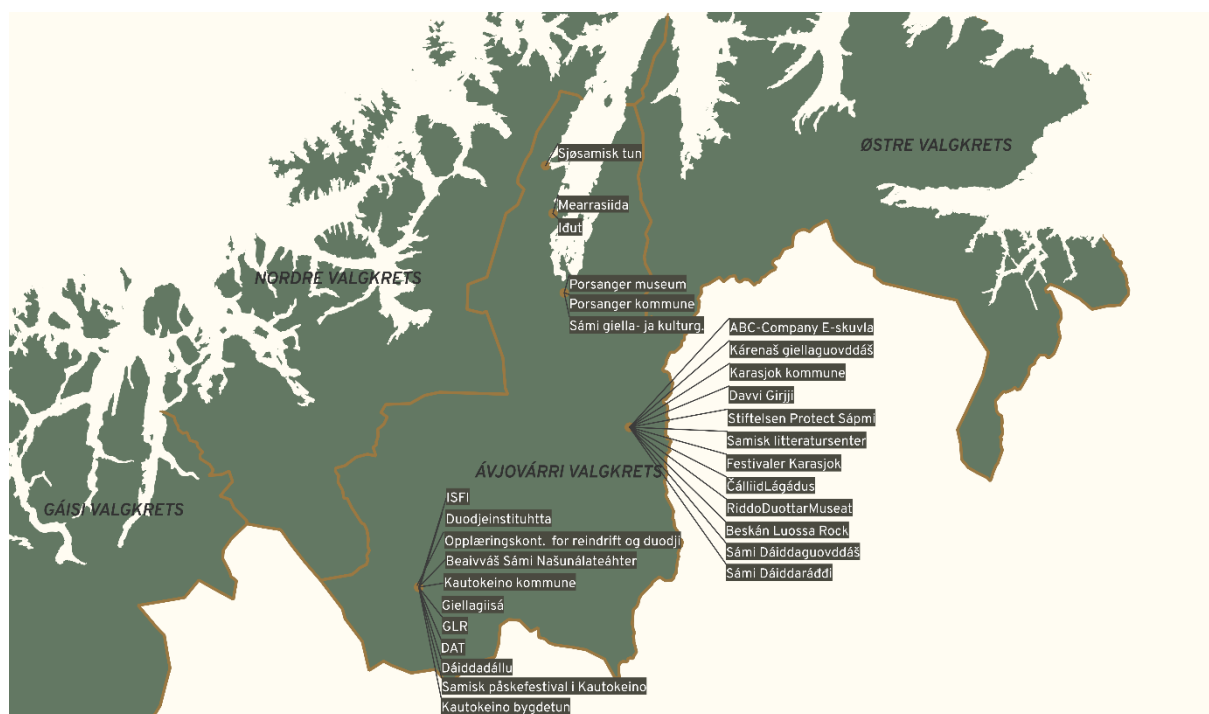 ØSTRE VALGKRETS
Sjøsamisk tun
Mearrasiida
Iđut
NORDRE VALGKRETS
Porsanger museum
Porsanger kommune
Sámi giella- ja kulturg.
ABC-Company E-skuvla
Kárenaš giellaguovddáš
Karasjok kommune
Davvi Girjji
Stiftelsen Protect Sápmi
Samisk litteratursenter
Festivaler Karasjok
ČálliidLágádus
RiddoDuottarMuseat
Beskán Luossa Rock
Sámi Dáiddaguovddáš
Sámi Dáiddaráđđi
ÁVJOVÁRRI VALGKRETS
GÁISI VALGKRETS
ISFI
Duodjeinstituhtta
Opplæringskont. for reindrift og duodji
Beaivváš Sámi Našunálateáhter
Kautokeino kommune
Giellagiisá
GLR
DAT
Dáiddadállu
Samisk påskefestival i Kautokeino
Kautokeino bygdetun